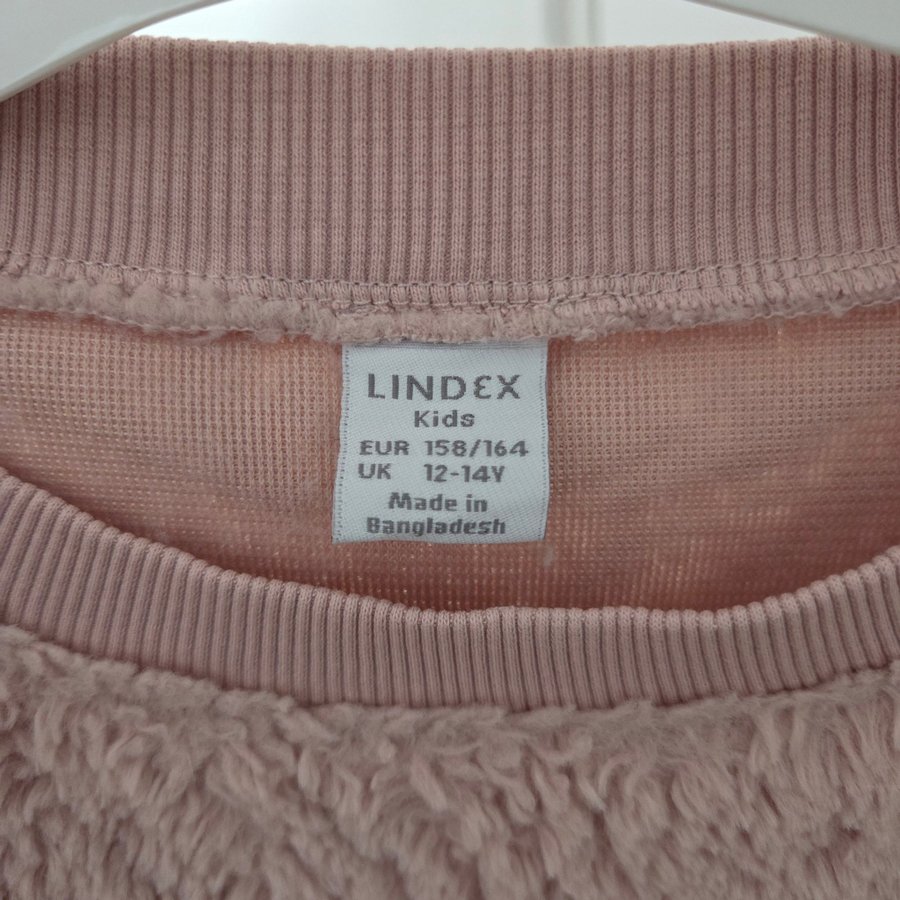 LINDEX
Kids
EUR 158/164
UK 12-14Y
Made in
Bangladesh